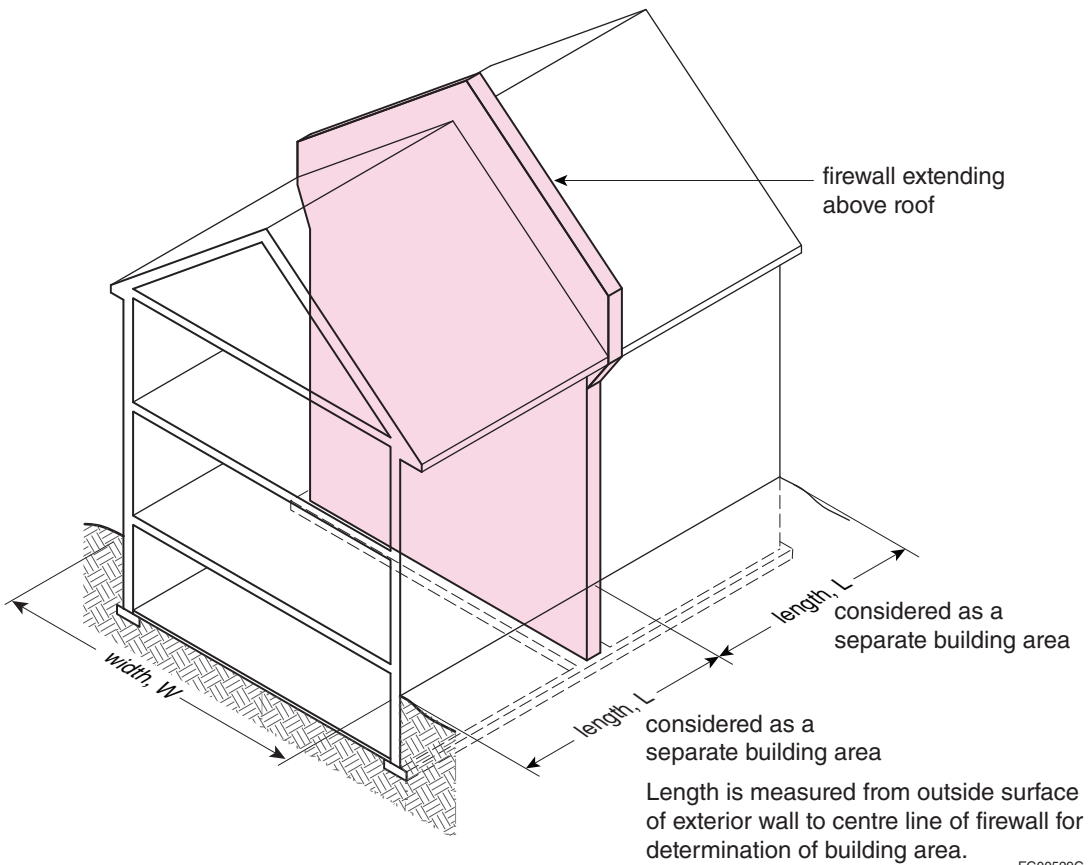 firewall extending
above roof
length, L
considered as a
separate building area
width, W
length, L
considered as a
separate building area
Length is measured from outside surface
of exterior wall to centre line of firewall for
determination of building area.